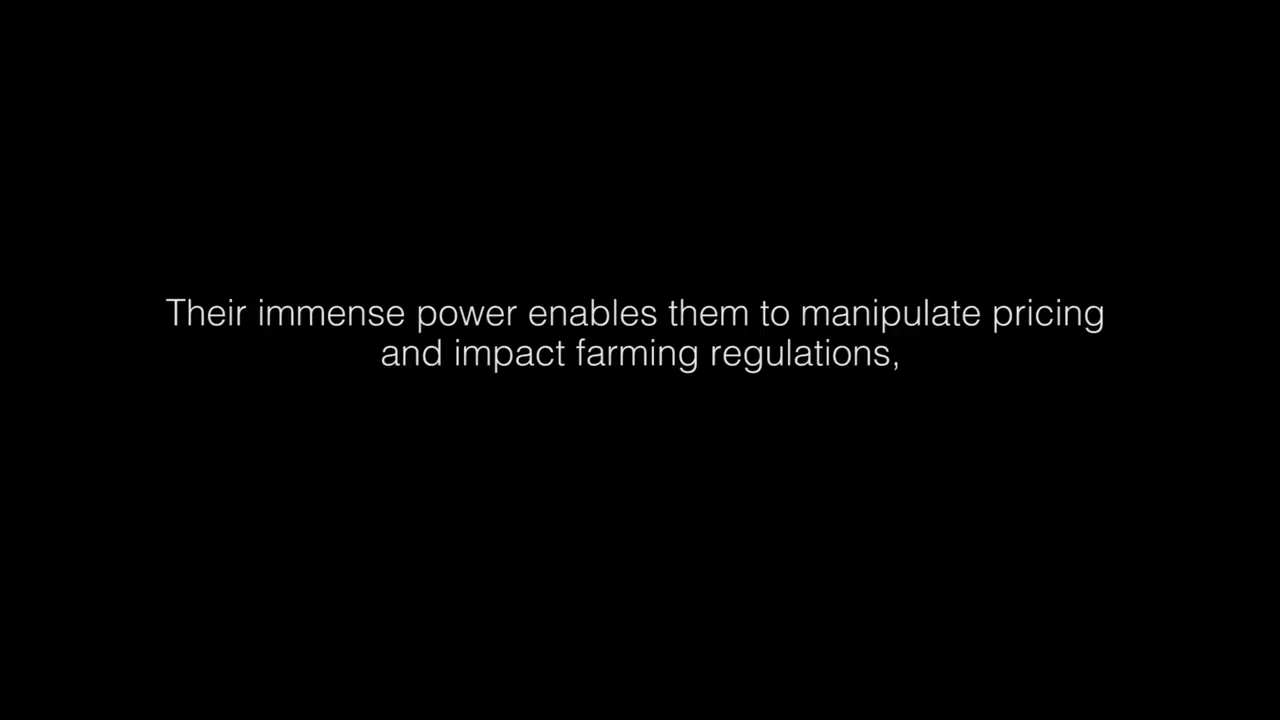 Their immense power enables them to manipulate pricing
and impact farming regulations,